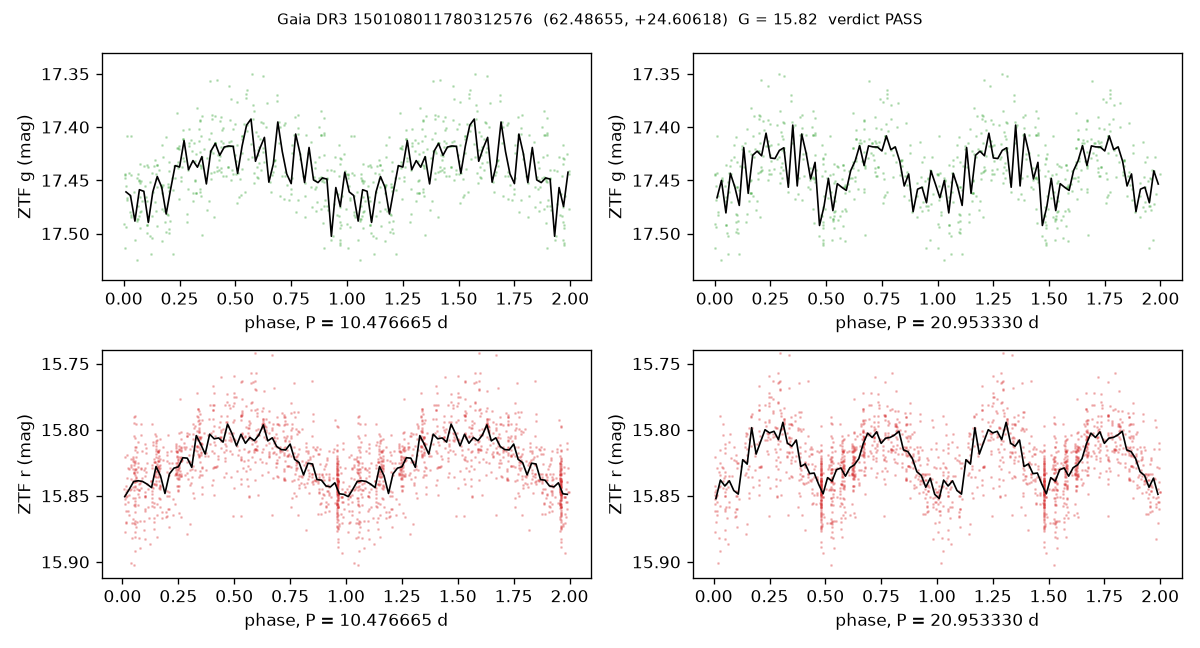 Gaia DR3 150108011780312576  (62.48655, +24.60618)  G = 15.82  verdict PASS
ZTF g (mag)
17.35
17.40
17.45
17.50
0.00 0.25 0.50 0.75 1.00 1.25 1.50 1.75 2.00
phase, P = 10.476665 d
ZTF g (mag)
17.35
17.40
17.45
17.50
0.00 0.25 0.50 0.75 1.00 1.25 1.50 1.75 2.00
phase, P = 20.953330 d
ZTF r (mag)
15.75
15.80
15.85
15.90
0.00 0.25 0.50 0.75 1.00 1.25 1.50 1.75 2.00
phase, P = 10.476665 d
ZTF r (mag)
15.75
15.80
15.85
15.90
0.00 0.25 0.50 0.75 1.00 1.25 1.50 1.75 2.00
phase, P = 20.953330 d